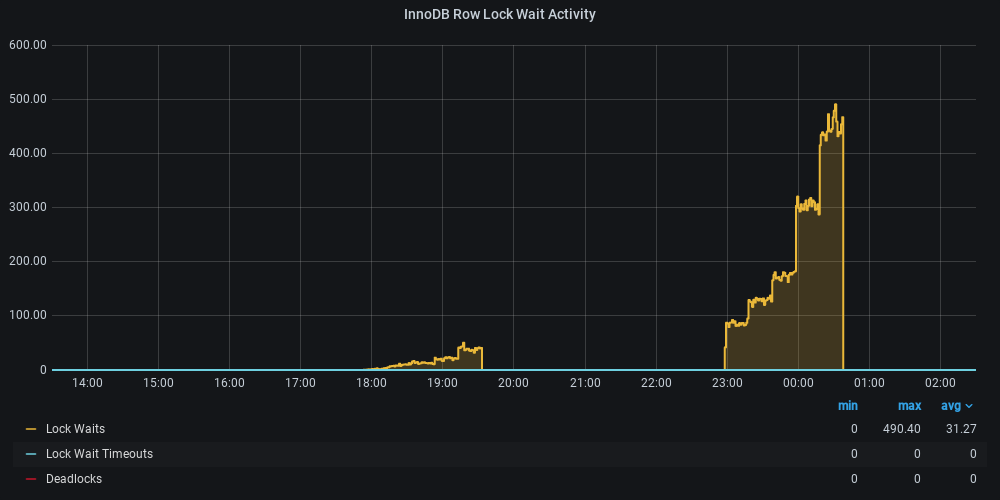 InnoDB Row Lock Wait Activity
600.00
500.00
400.00
300.00
200.00
100.00
0
14:00 15:00 16:00 17:00 18:00 19:00 20:00 21:00 22:00 23:00 00:00 01:00 02:00
min max avg
Lock Waits 0 490.40 31.27
Lock Wait Timeouts 0 0 0
Deadlocks 0 0 0